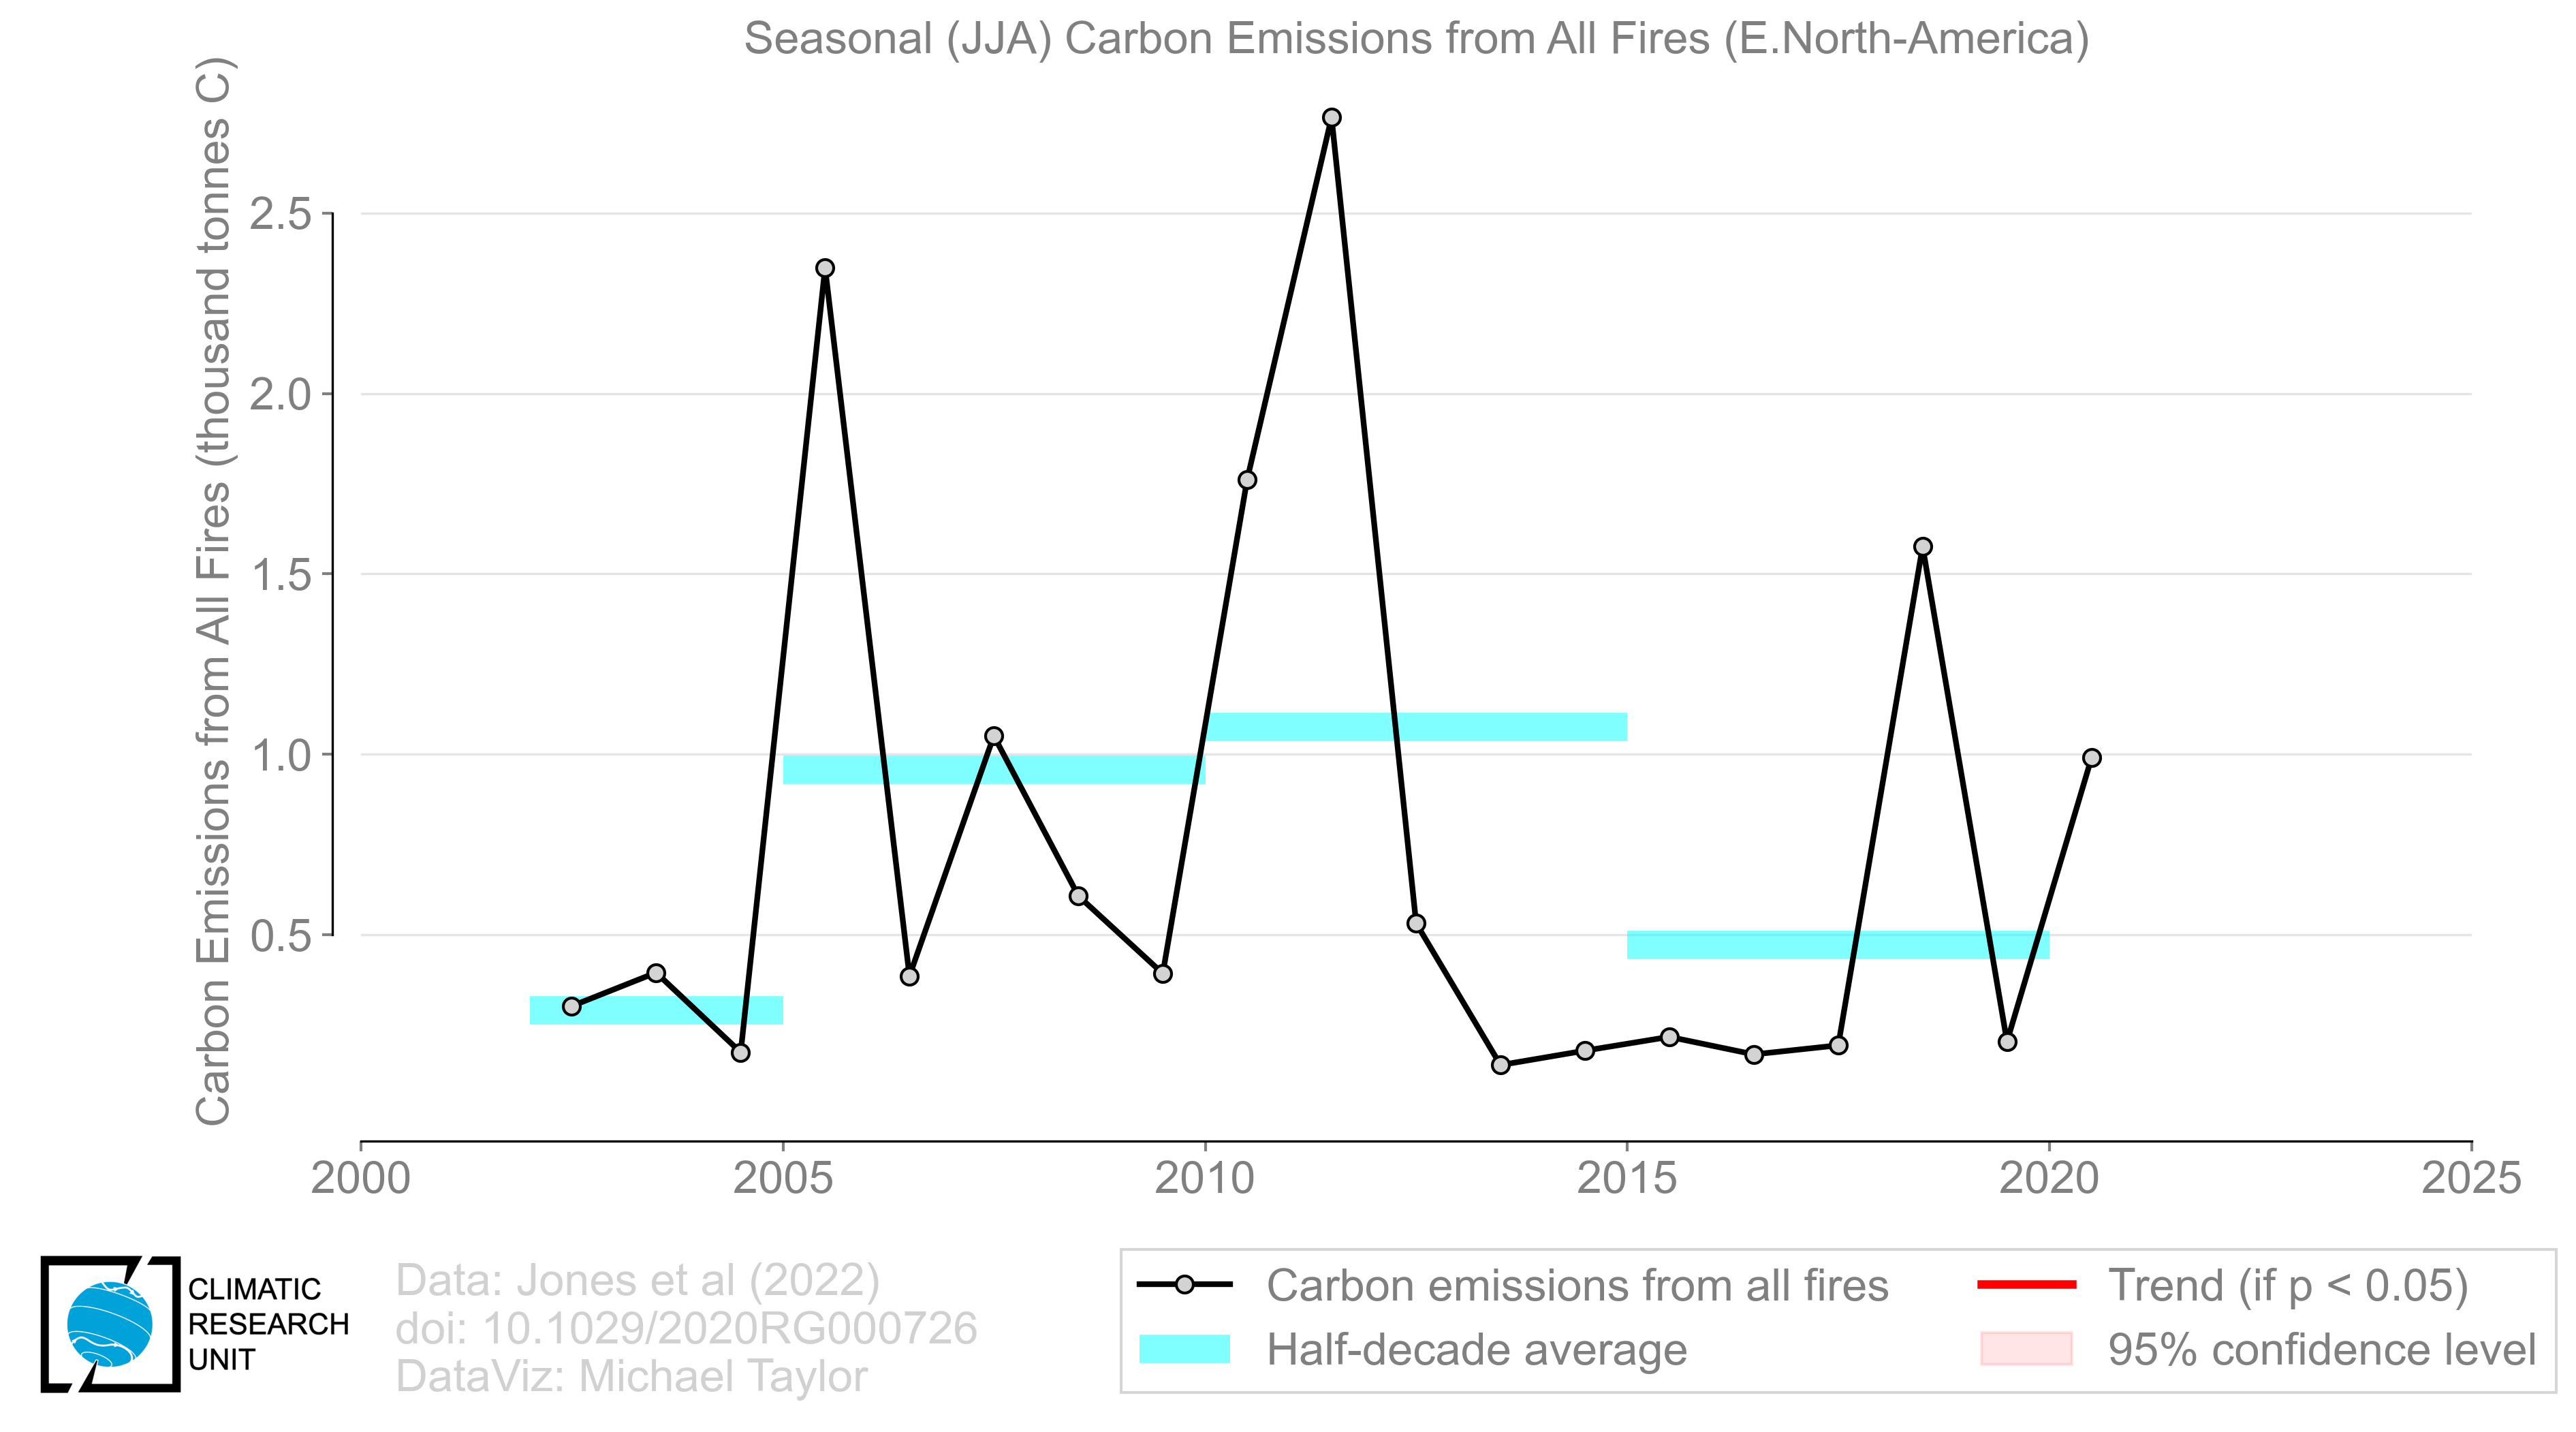 Seasonal (JJA) Carbon Emissions from All Fires (E.North-America)
Carbon Emissions from All Fires (thousand tonnes C)
2.5
2.0
1.5
1.0
0.5
2000 2005 2010 2015 2020 2025
CLIMATIC
RESEARCH
UNIT
Data: Jones et al (2022)
doi: 10.1029/2020RG000726
DataViz: Michael Taylor
Carbon emissions from all fires
Half-decade average
Trend (if p < 0.05)
95% confidence level